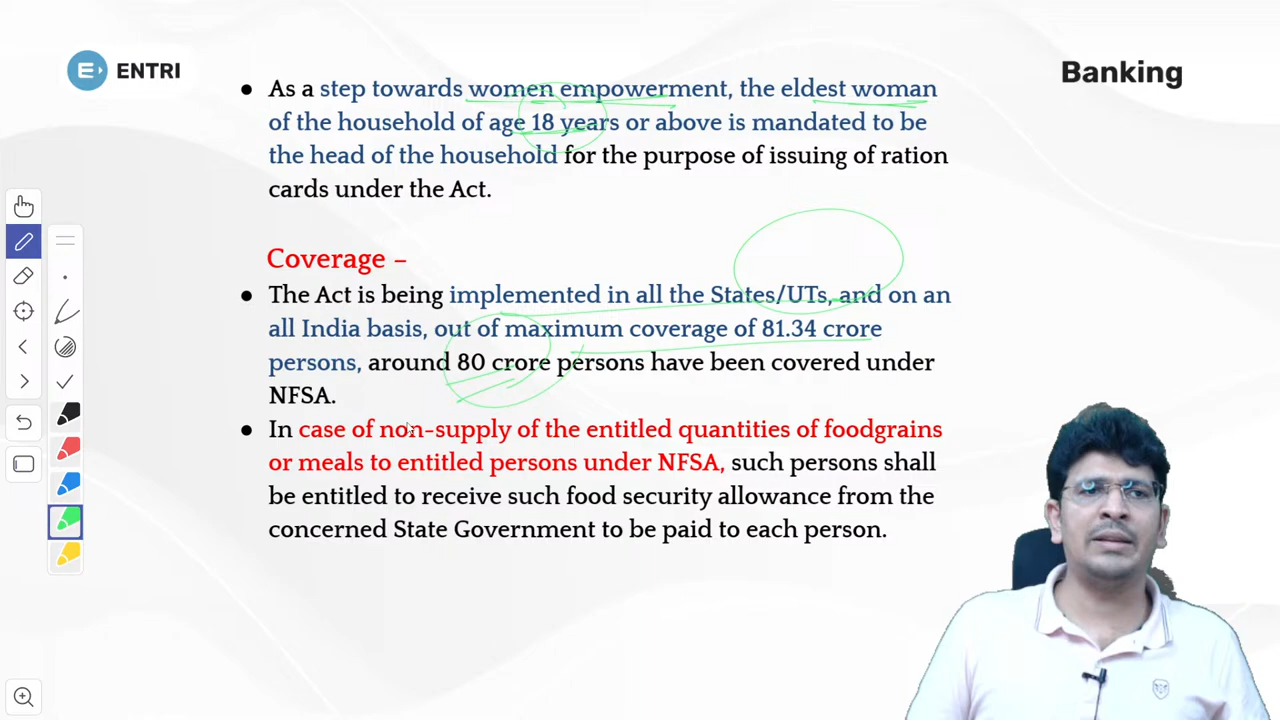 ENTRI
Banking
● As a step towards women empowerment, the eldest woman
of the household of age 18 years or above is mandated to be
the head of the household for the purpose of issuing of ration
cards under the Act.
Coverage –
● The Act is being implemented in all the States/UTs, and on an
all India basis, out of maximum coverage of 81.34 crore
persons, around 80 crore persons have been covered under
NFSA.
● In case of non-supply of the entitled quantities of foodgrains
or meals to entitled persons under NFSA, such persons shall
be entitled to receive such food security allowance from the
concerned State Government to be paid to each person.